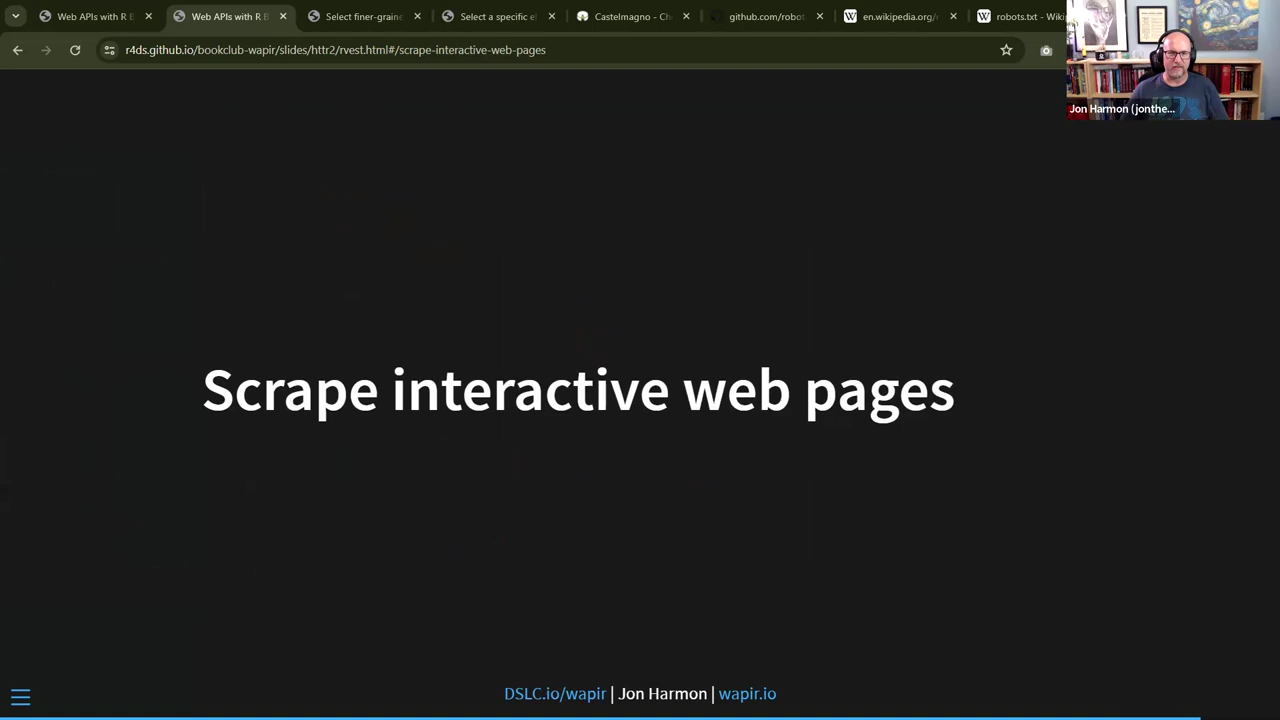 Web APIs with R B
Web APIs with R B
Select finer-graine
Select a specific el
Castelmagno - Che
github.com/robot
en.wikipedia.org/r
robots.txt - Wiki
r4ds.github.io/bookclub-wapir/slides/httr2/rvest.html#/scrape-interactive-web-pages
Jon Harmon (jonthe...
Scrape interactive web pages
DSLC.io/wapir | Jon Harmon | wapir.io